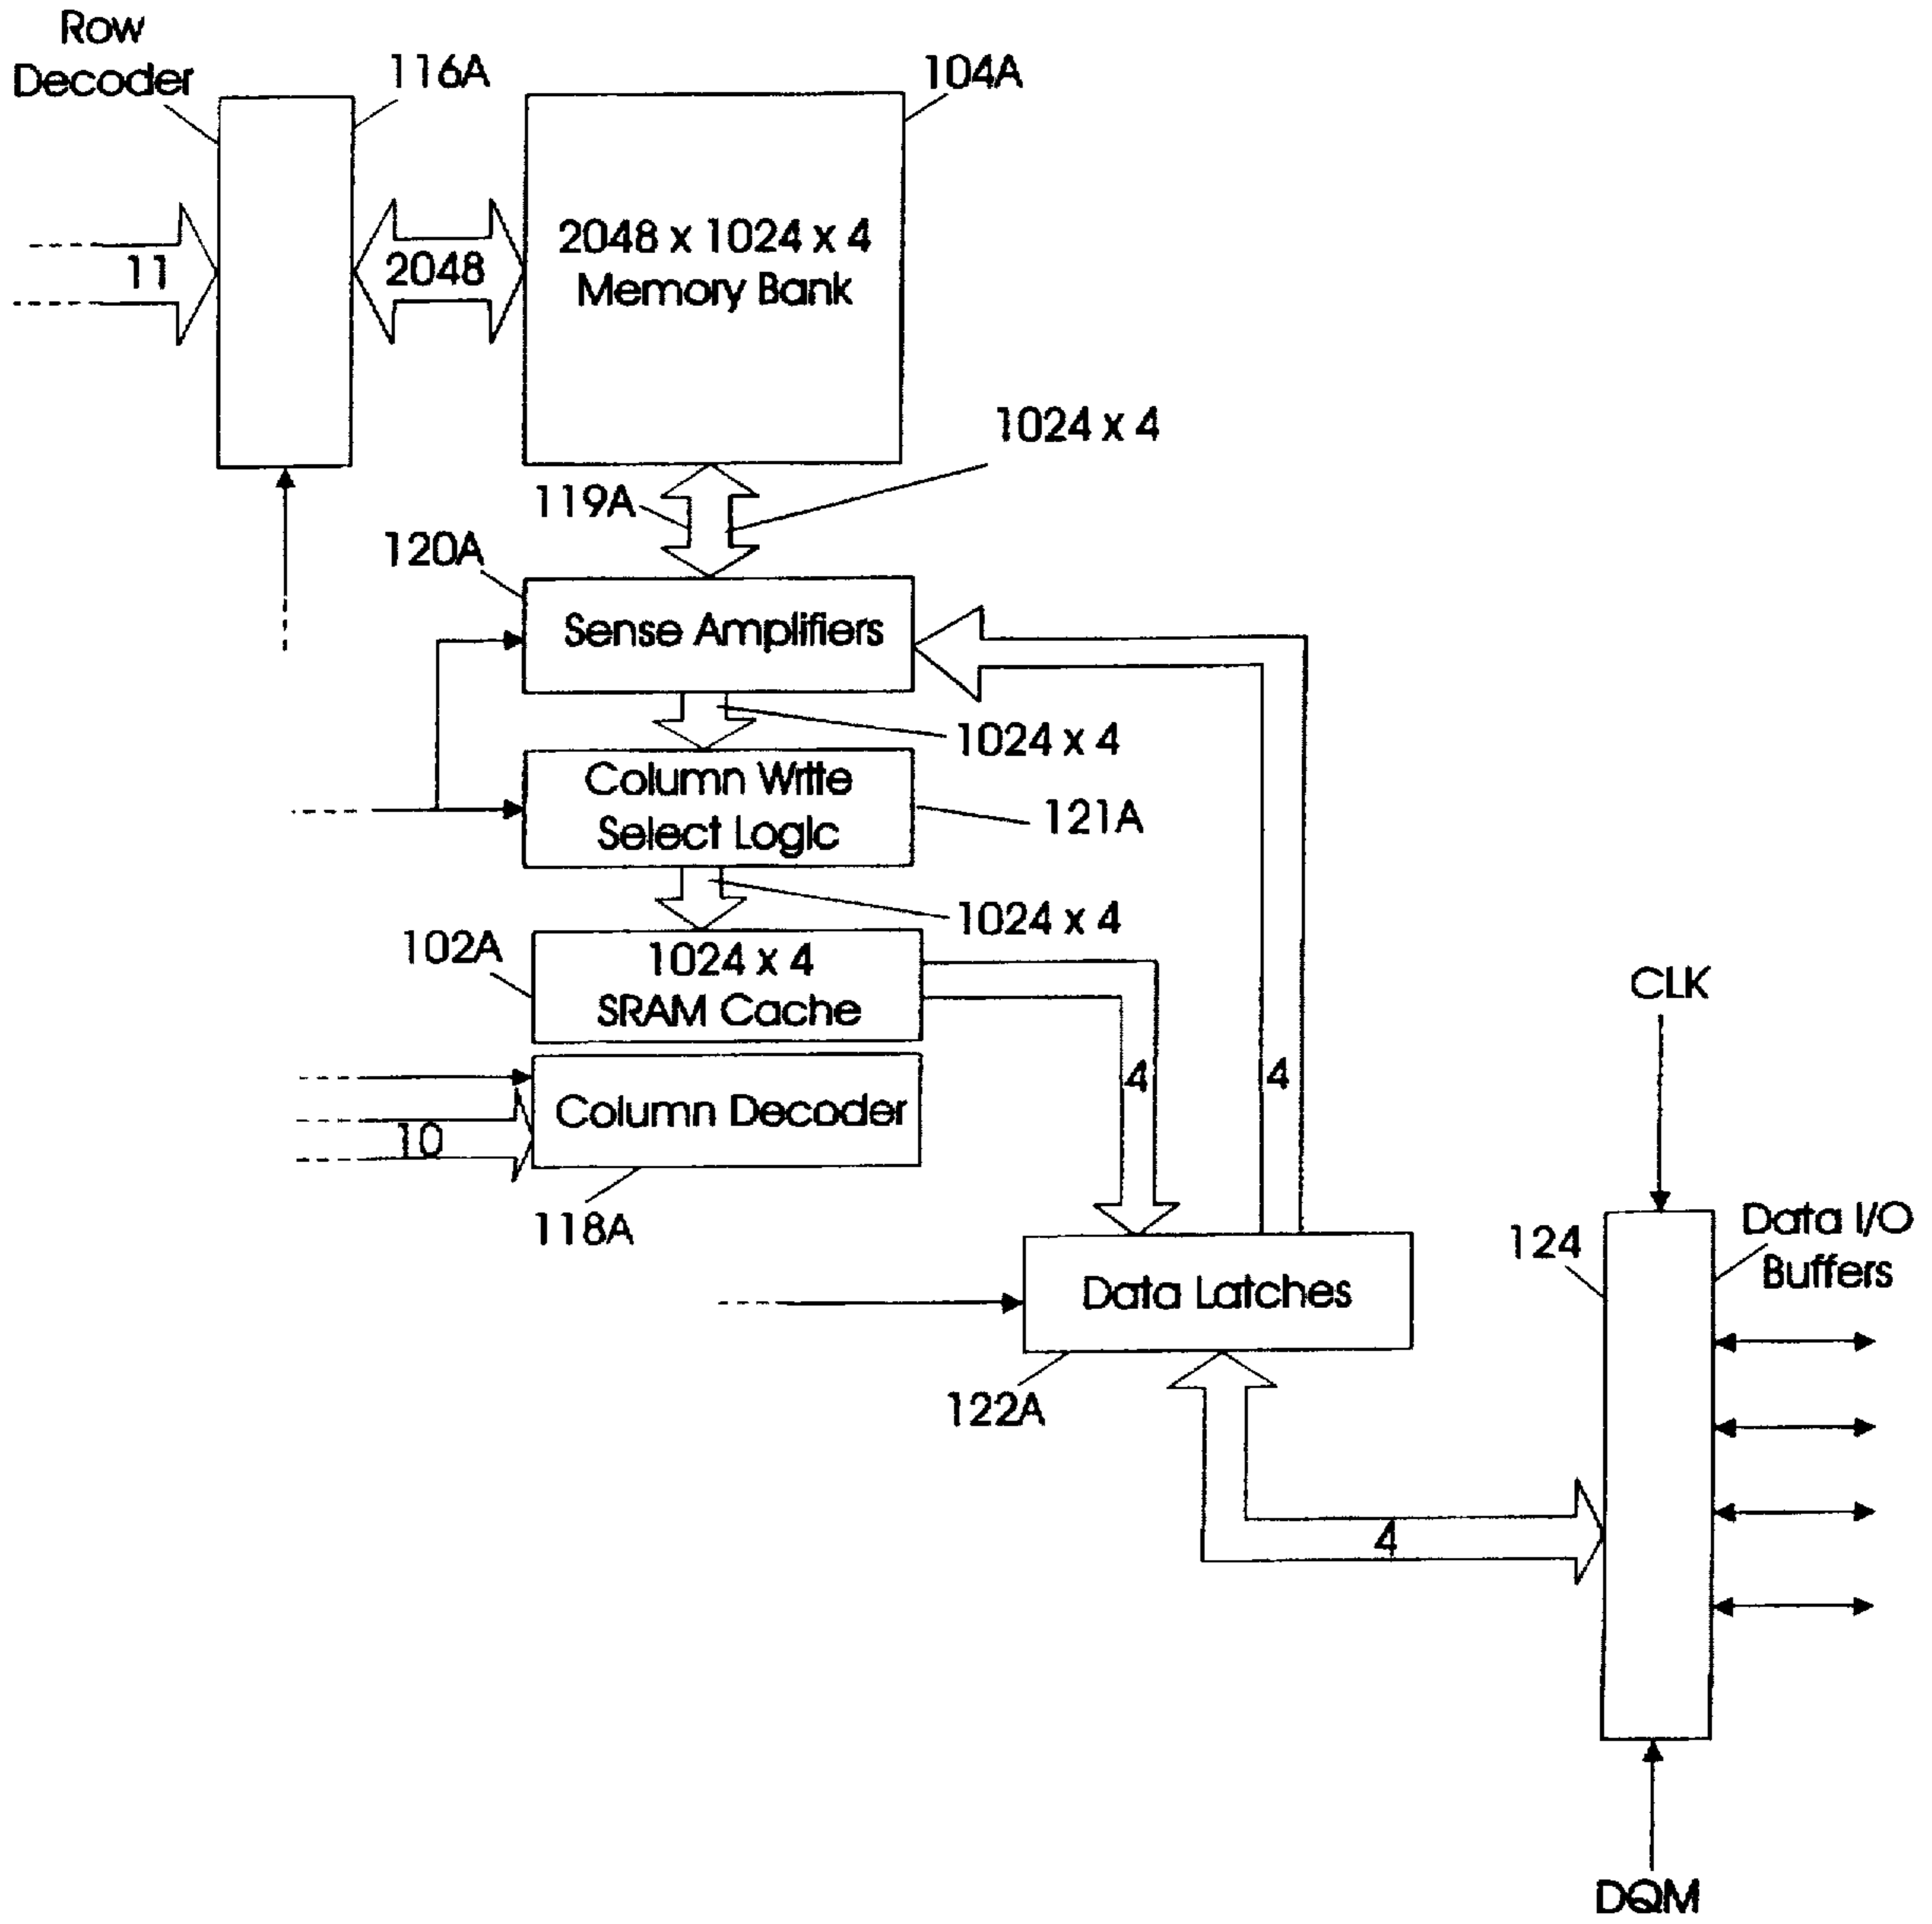 Row
Decoder
116A
104A
11
2048
2048 x 1024 x 4
Memory Bank
1024 x 4
119A
120A
Sense Amplifiers
1024 x 4
Column Write
Select Logic
121A
1024 x 4
102A
1024 x 4
SRAM Cache
CLK
4
4
Column Decoder
10
118A
124
Data I/O
Buffers
Data Latches
122A
4
DQM